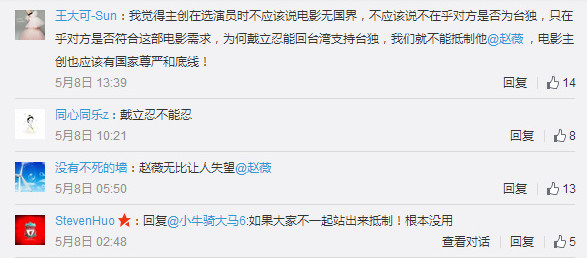 王大可-Sun：我觉得主创在选演员时不应该说电影无国界，不应该说不在乎对方是否为台独，只在
乎对方是否符合这部电影需求，为何戴立忍能回台湾支持台独，我们就不能抵制他@赵薇 ，电影主
创也应该有国家尊严和底线！
5月8日 13:39 回复 14
同心同乐z：戴立忍不能忍
5月8日 10:21 回复 8
没有不死的墙：赵薇无比让人失望@赵薇
5月8日 05:50 回复 13
StevenHuo：回复@小牛骑大马6:如果大家不一起站出来抵制！根本没用
5月8日 02:48 查看对话 回复 5